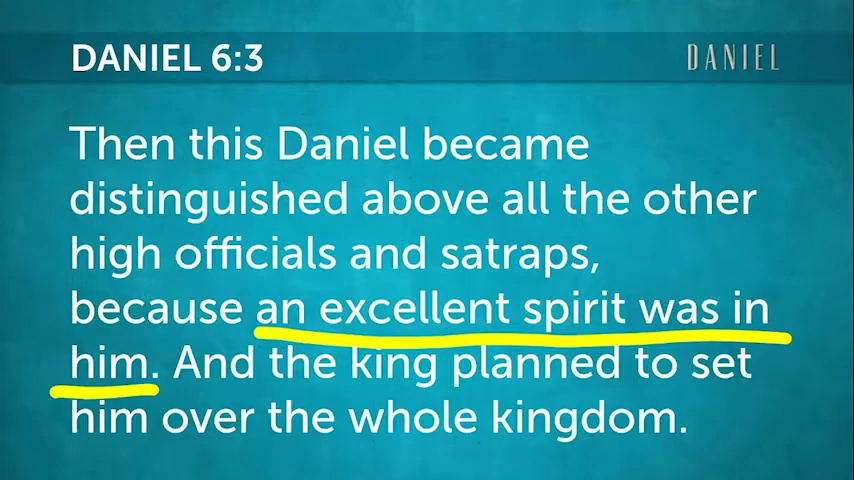 DANIEL 6:3
DANIEL
Then this Daniel became
distinguished above all the other
high officials and satraps,
because an excellent spirit was in
him. And the king planned to set
him over the whole kingdom.